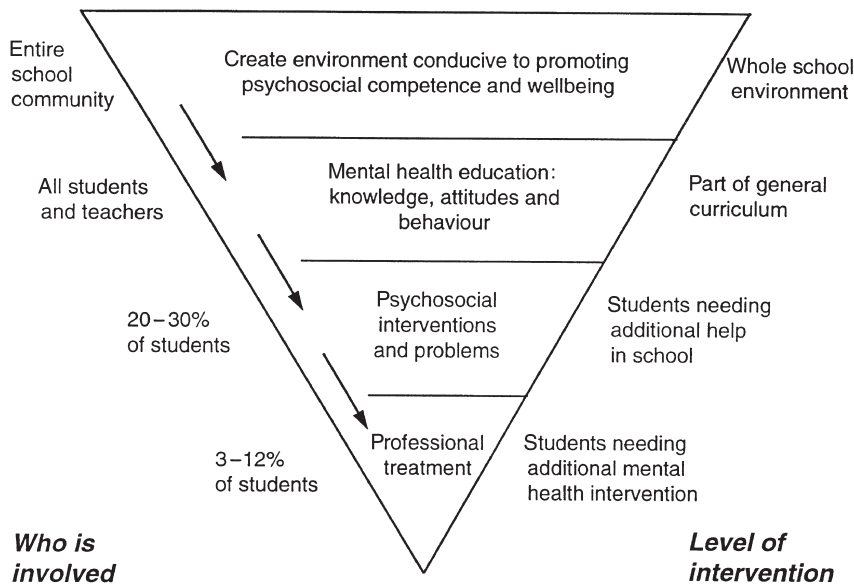 Entire
school
community
Create environment conducive to promoting
psychosocial competence and wellbeing
Whole school
environment
All students
and teachers
Mental health education:
knowledge, attitudes and
behaviour
Part of general
curriculum
20–30%
of students
Psychosocial
interventions
and problems
Students needing
additional help
in school
3–12%
of students
Professional
treatment
Students needing
additional mental
health intervention
Who is
involved
Level of
intervention